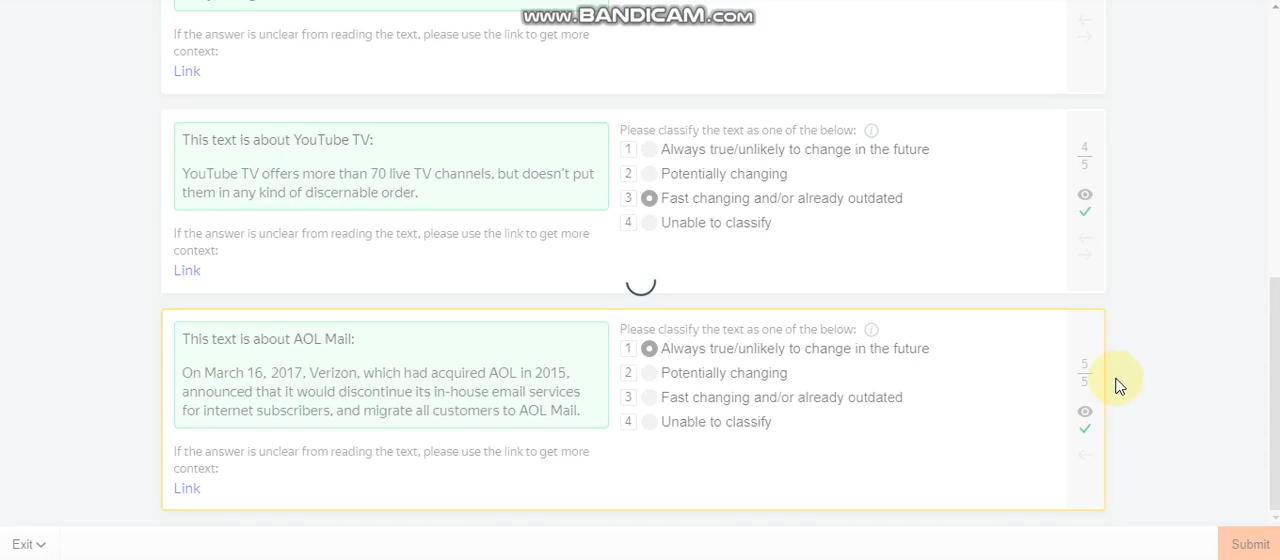 www.BANDICAM.com
If the answer is unclear from reading the text, please use the link to get more
context:
Link
This text is about YouTube TV:
YouTube TV offers more than 70 live TV channels, but doesn't put
them in any kind of discernable order.
If the answer is unclear from reading the text, please use the link to get more
context:
Link
Please classify the text as one of the below:
1 Always true/unlikely to change in the future
2 Potentially changing
3 Fast changing and/or already outdated
4 Unable to classify
4
5
This text is about AOL Mail:
On March 16, 2017, Verizon, which had acquired AOL in 2015,
announced that it would discontinue its in-house email services
for internet subscribers, and migrate all customers to AOL Mail.
If the answer is unclear from reading the text, please use the link to get more
context:
Link
Please classify the text as one of the below:
1 Always true/unlikely to change in the future
2 Potentially changing
3 Fast changing and/or already outdated
4 Unable to classify
5
5
Exit
Submit